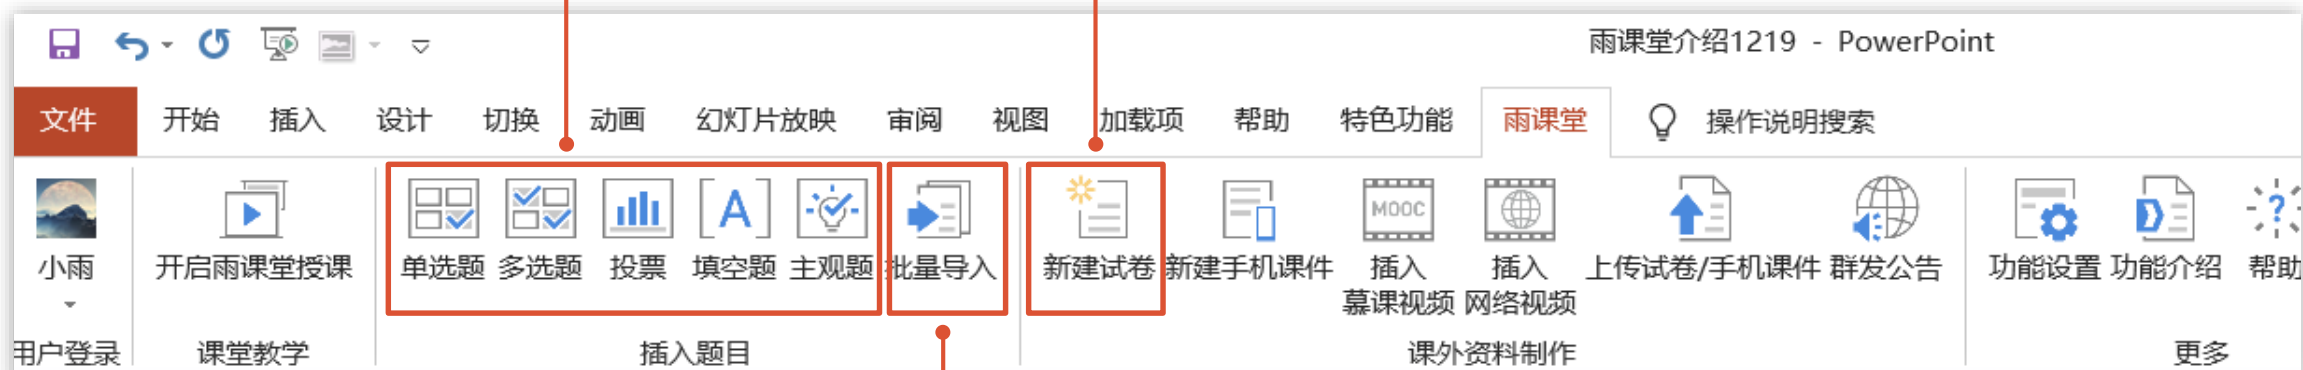 雨课堂介绍1219 - PowerPoint
文件 开始 插入 设计 切换 动画 幻灯片放映 审阅 视图 加载项 帮助 特色功能 雨课堂 操作说明搜索
A MOOC ?
小雨 开启雨课堂授课 单选题 多选题 投票 填空题 主观题 批量导入 新建试卷 新建手机课件 插入 插入 上传试卷/手机课件 群发公告 功能设置 功能介绍 帮助
慕课视频 网络视频
用户登录 课堂教学 插入题目 课外资料制作 更多